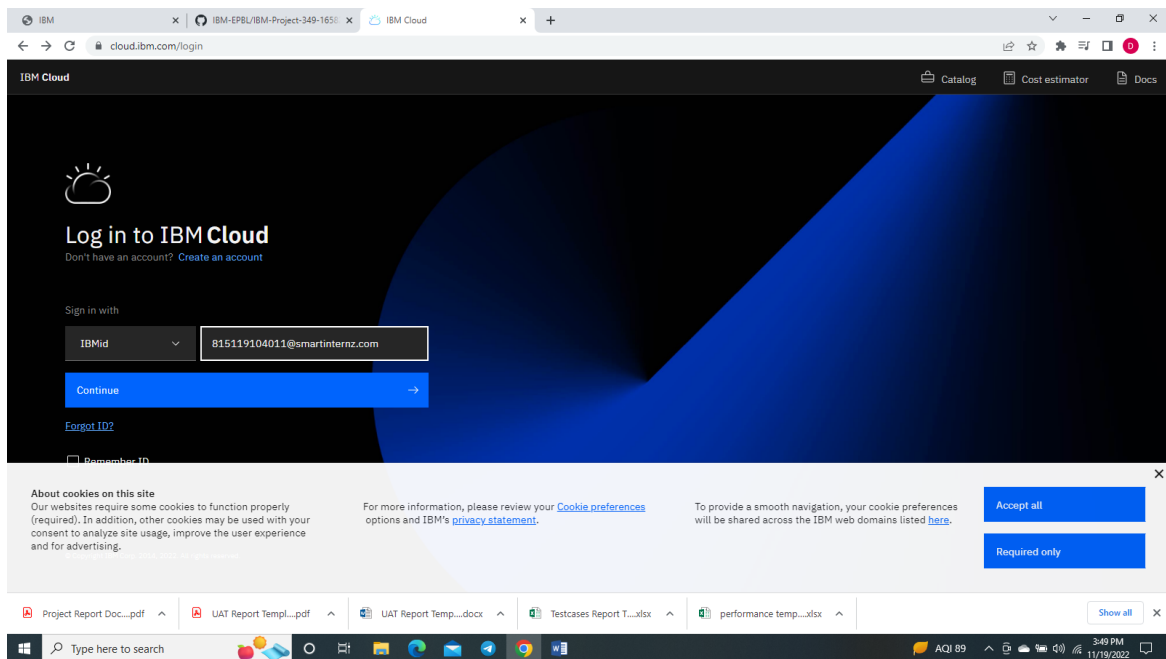 IBM
IBM-EPBL/IBM-Project-349-1658
IBM Cloud
cloud.ibm.com/login
D
IBM Cloud
Catalog
Cost estimator
Docs
Log in to IBM Cloud
Don't have an account? Create an account
Sign in with
IBMid
815119104011@smartinternz.com
Continue
Forgot ID?
Remember ID
About cookies on this site
Our websites require some cookies to function properly
(required). In addition, other cookies may be used with your
consent to analyze site usage, improve the user experience
and for advertising.
For more information, please review your Cookie preferences
options and IBM's privacy statement.
To provide a smooth navigation, your cookie preferences
will be shared across the IBM web domains listed here.
Accept all
Required only
Project Report Doc....pdf
UAT Report Templ....pdf
UAT Report Temp....docx
Testcases Report T....xlsx
performance temp....xlsx
Show all
Type here to search
AQI 89
3:49 PM
11/19/2022